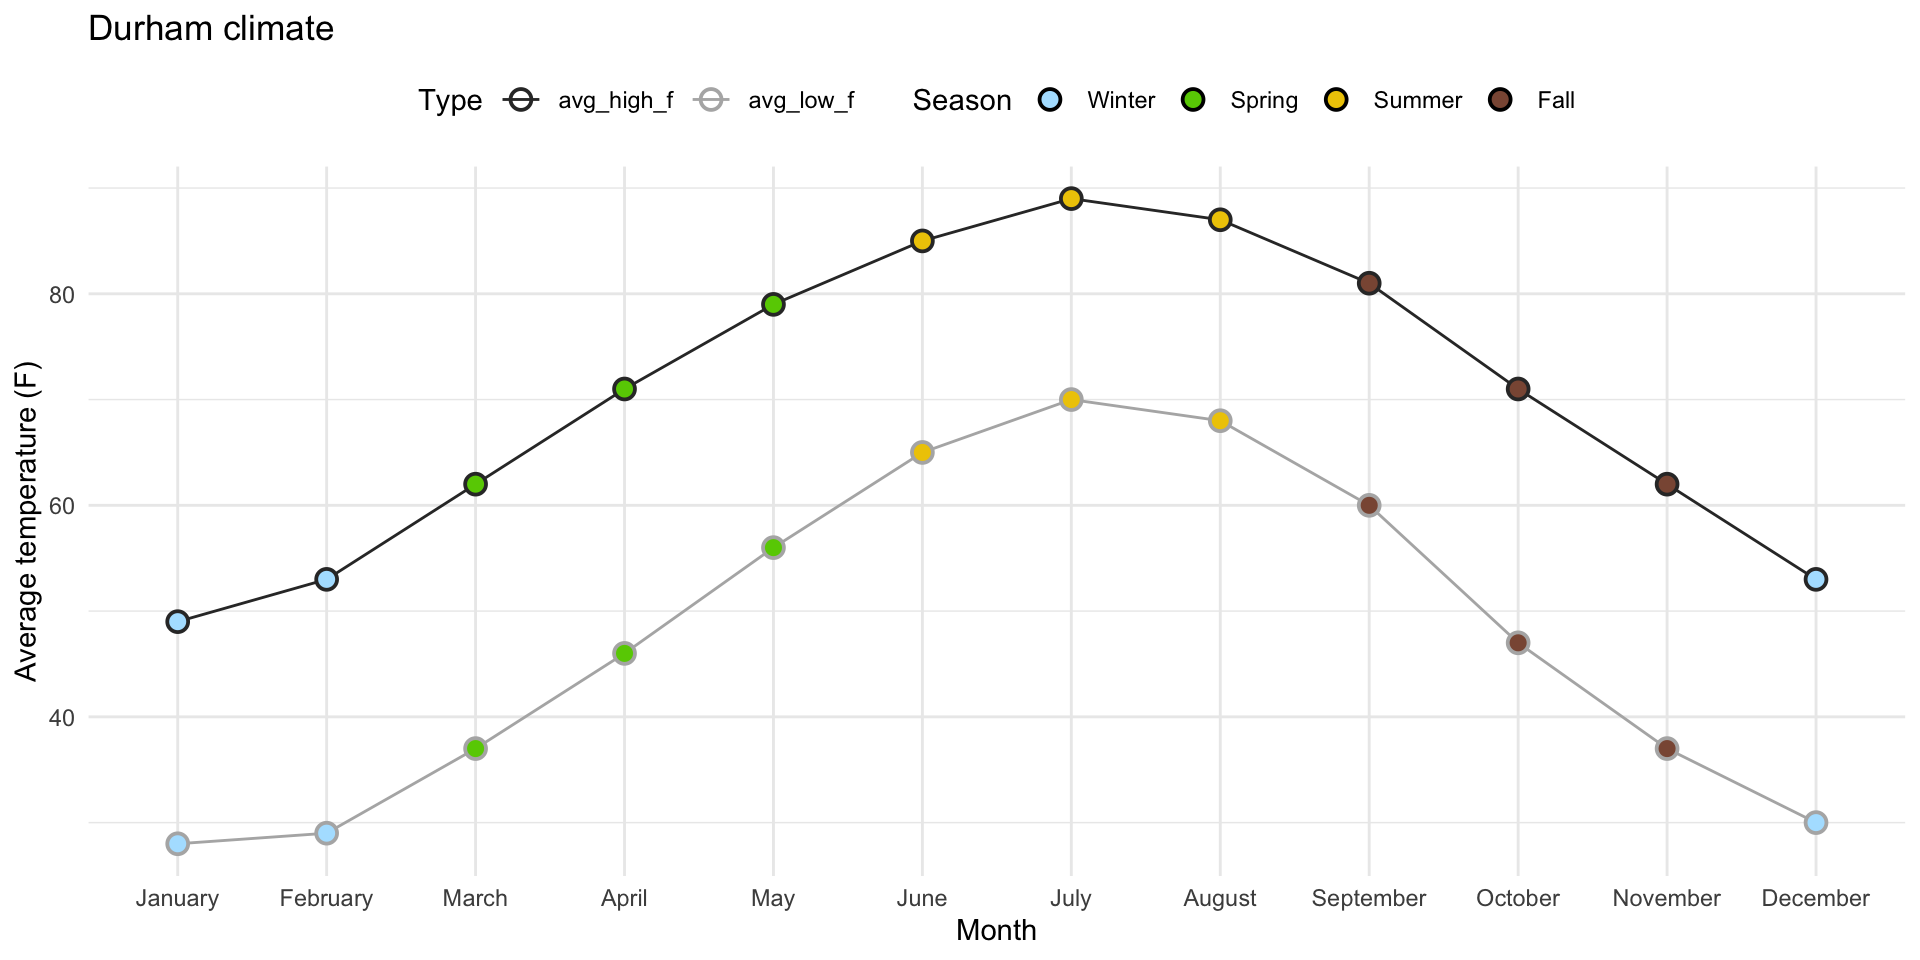 Durham climate
Type avg_high_f avg_low_f Season Winter Spring Summer Fall
80
60
40
Average temperature (F)
January February March April May June July August September October November December
Month